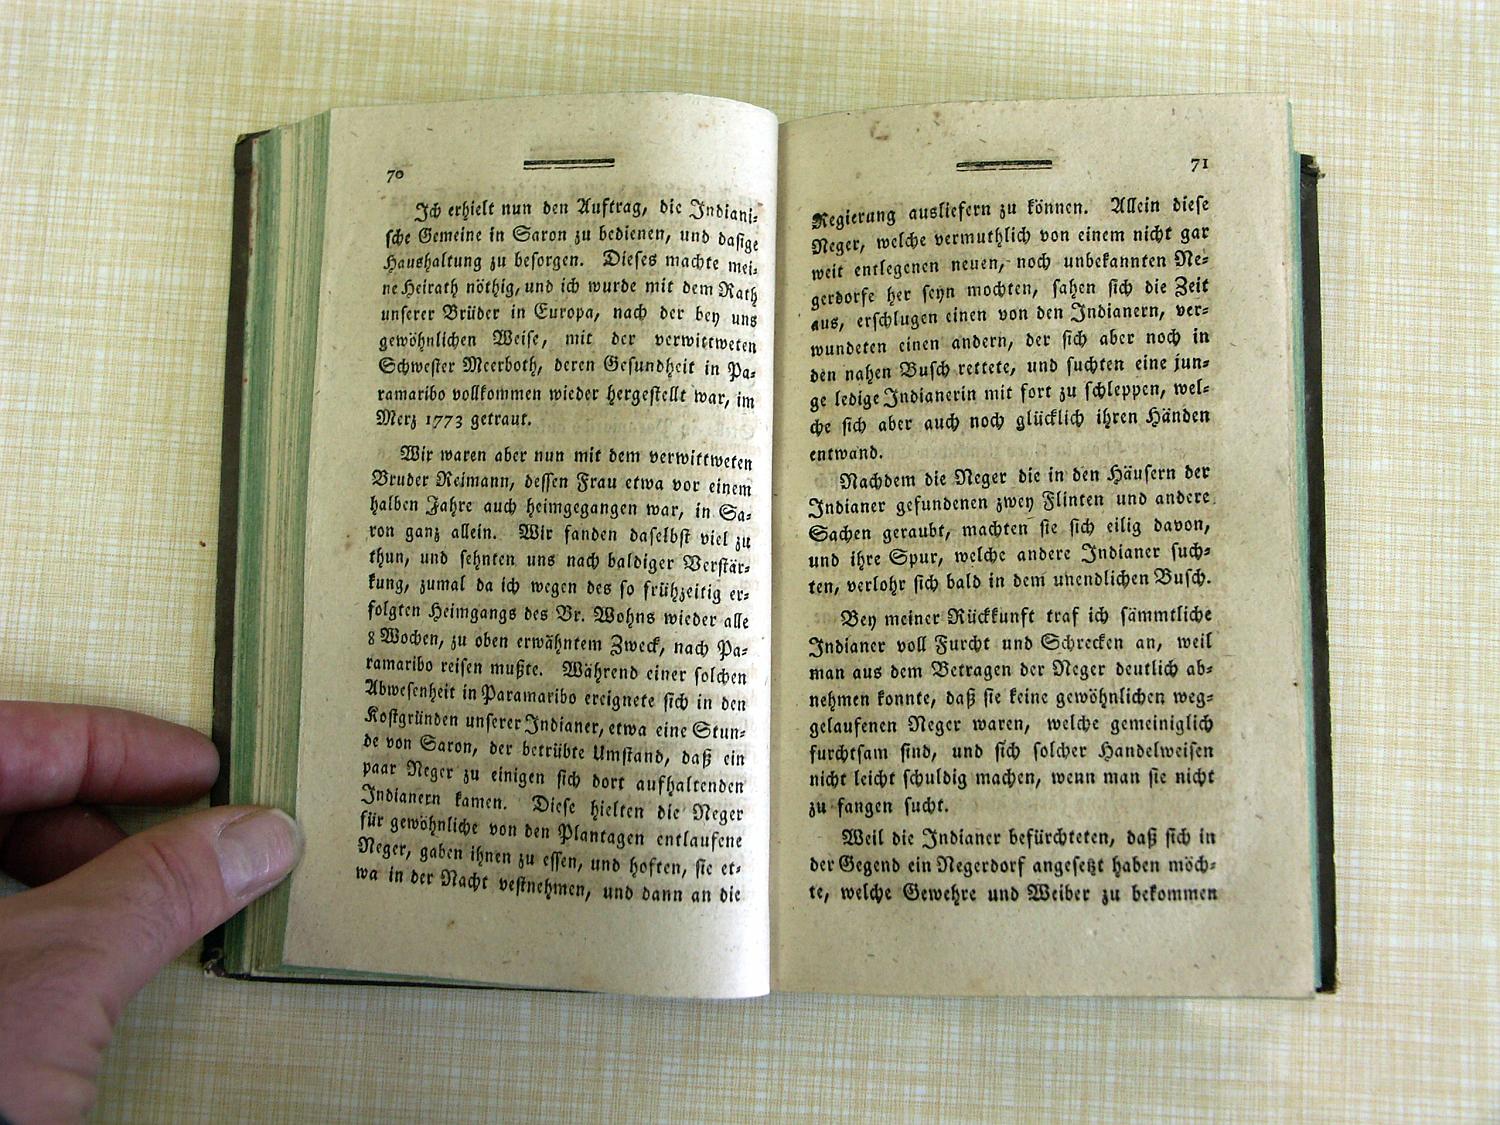 70
Ich erhielt nun den Auftrag, die Indiani⸗
sche Gemeine in Saron zu bedienen, und dasige
Haushaltung zu besorgen. Dieses machte mei⸗
ne Heirath nöthig, und ich wurde mit dem Rath
unserer Brüder in Europa, nach der bey uns
gewöhnlichen Weise, mit der verwittweten
Schwester Meerboth, deren Gesundheit in Pa⸗
ramaribo vollkommen wieder hergestellt war, im
Merz 1773 getraut.
Wir waren aber nun mit dem verwittweten
Bruder Reimann, dessen Frau etwa vor einem
halben Jahre auch heimgegangen war, in Sa⸗
ron ganz allein. Wir fanden daselbst viel zu
thun, und sehnten uns nach baldiger Verstär⸗
kung, zumal da ich wegen des so frühzeitig er⸗
folgten Heimgangs des Br. Wohns wieder alle
8 Wochen, zu oben erwähntem Zweck, nach Pa⸗
ramaribo reisen mußte. Während einer solchen
Abwesenheit in Paramaribo ereignete sich in den
Kostgründen unserer Indianer, etwa eine Stun⸗
de von Saron, der betrübte Umstand, daß ein
paar Neger zu einigen sich dort aufhaltenden
Indianern kamen. Diese hielten die Neger
für gewöhnliche von den Plantagen entlaufene
Neger, gaben ihnen zu essen, und hoften, sie et⸗
wa in der Nacht vestnehmen, und dann an die
71
Regierung ausliefern zu können. Allein diese
Neger, welche vermuthlich von einem nicht gar
weit entlegenen neuen, noch unbekannten Ne⸗
gerdorfe her seyn mochten, sahen sich die Zeit
aus, erschlugen einen von den Indianern, ver⸗
wundeten einen andern, der sich aber noch in
den nahen Busch rettete, und suchten eine jun⸗
ge ledige Indianerin mit fort zu schleppen, wel⸗
che sich aber auch noch glücklich ihren Händen
entwand.
Nachdem die Neger die in den Häusern der
Indianer gefundenen zwey Flinten und andere
Sachen geraubt, machten sie sich eilig davon,
und ihre Spur, welche andere Indianer such⸗
ten, verlohr sich bald in dem unendlichen Busch.
Bey meiner Rückkunft traf ich sämmtliche
Indianer voll Furcht und Schrecken an, weil
man aus dem Betragen der Neger deutlich ab⸗
nehmen konnte, daß sie keine gewöhnlichen weg⸗
gelaufenen Neger waren, welche gemeiniglich
furchtsam sind, und sich solcher Handelweisen
nicht leicht schuldig machen, wenn man sie nicht
zu fangen sucht.
Weil die Indianer befürchteten, daß sich in
der Gegend ein Negerdorf angesetzt haben möch⸗
te, welche Gewehre und Weiber zu bekommen